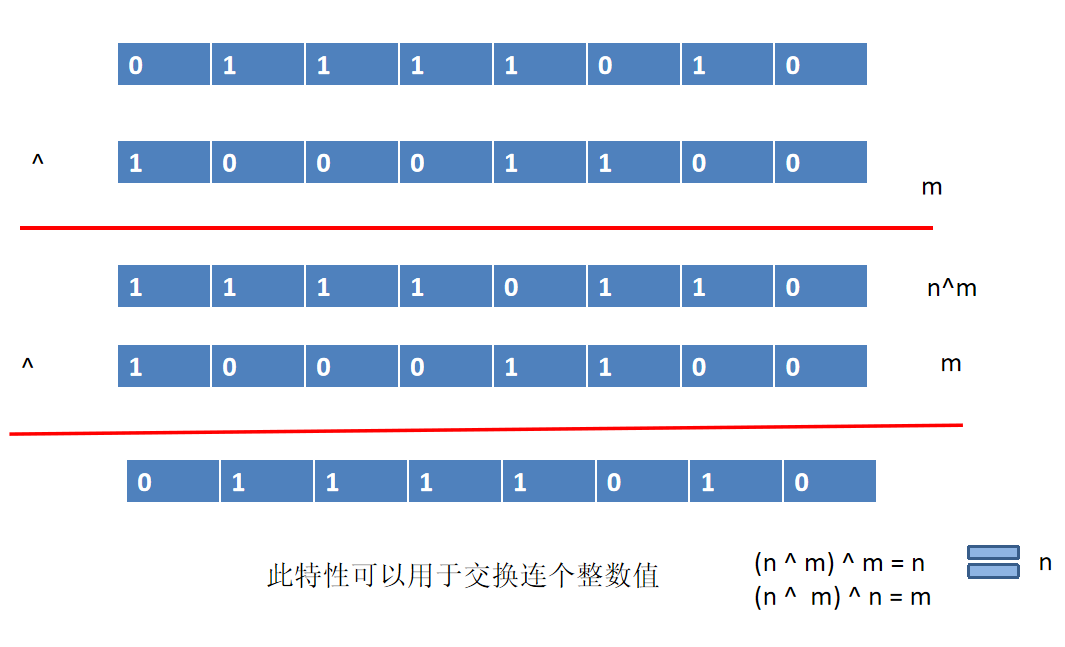 0 1 1 1 1 0 1 0
^ 1 0 0 0 1 1 0 0
m
1 1 1 1 0 1 1 0 n^m
^ 1 0 0 0 1 1 0 0 m
0 1 1 1 1 0 1 0
此特性可以用于交换连个整数值
(n ^ m) ^ m = n
n
(n ^ m) ^ n = m